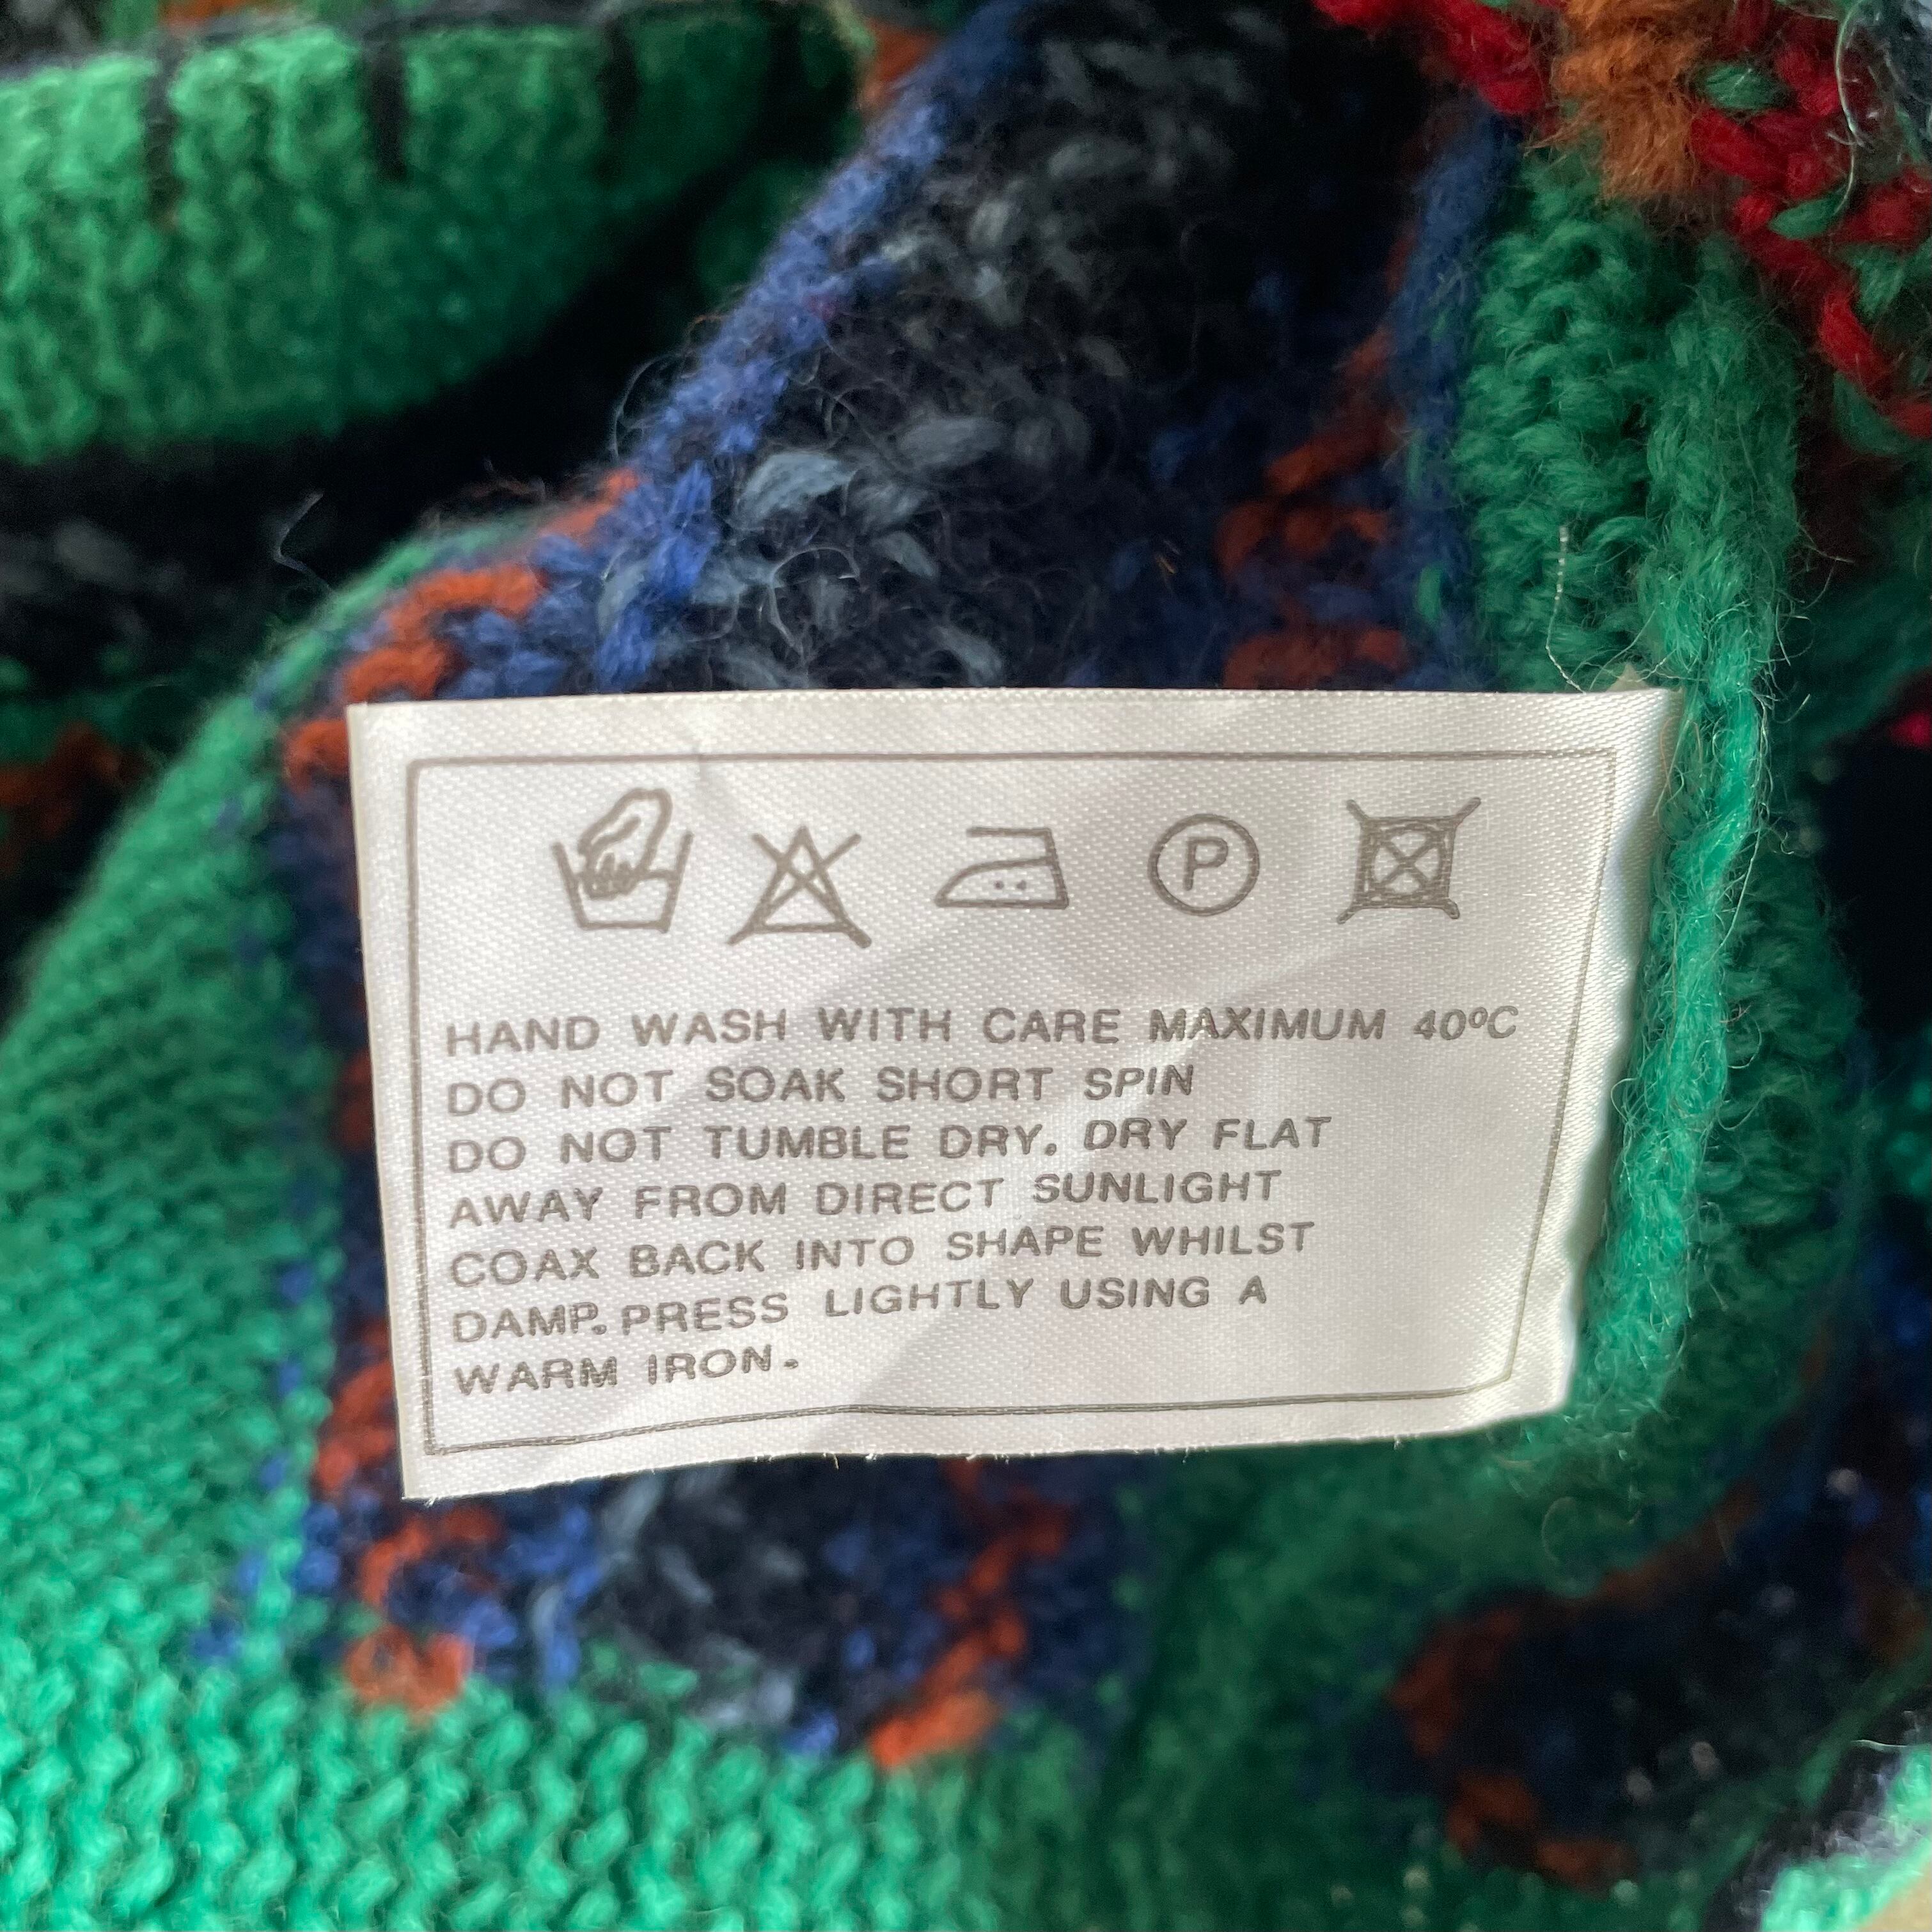 P
HAND WASH WITH CARE MAXIMUM 40ºC
DO NOT SOAK SHORT SPIN
DO NOT TUMBLE DRY. DRY FLAT
AWAY FROM DIRECT SUNLIGHT
COAX BACK INTO SHAPE WHILST
DAMP. PRESS LIGHTLY USING A
WARM IRON.